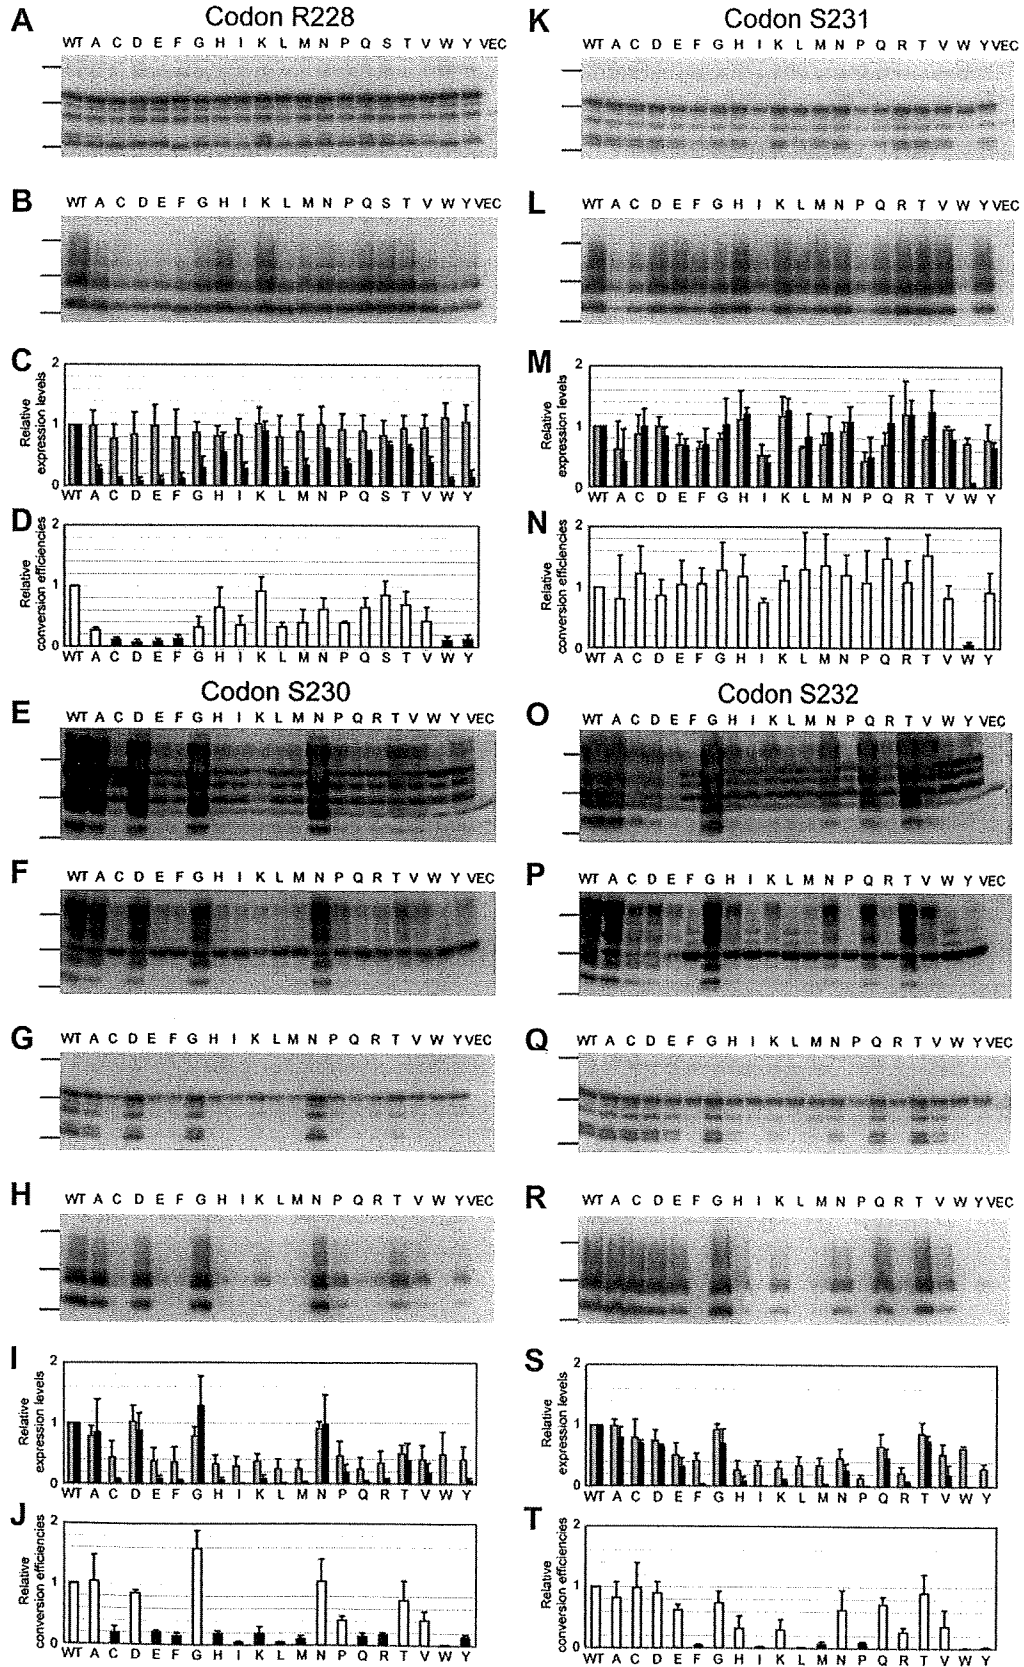 A
Codon R228
WT A C D E F G H I K L M N P Q S T V W Y VEC
B
WT A C D E F G H I K L M N P Q S T V W Y VEC
C
Relative
expression levels
2
1
0
WT A C D E F G H I K L M N P Q S T V W Y
D
Relative
conversion efficiencies
2
1
0
WT A C D E F G H I K L M N P Q S T V W Y
Codon S230
E
WT A C D E F G H I K L M N P Q R T V W Y VEC
F
WT A C D E F G H I K L M N P Q R T V W Y VEC
G
WT A C D E F G H I K L M N P Q R T V W Y VEC
H
WT A C D E F G H I K L M N P Q R T V W Y VEC
I
Relative
expression levels
2
1
0
WT A C D E F G H I K L M N P Q R T V W Y
J
Relative
conversion efficiencies
2
1
0
WT A C D E F G H I K L M N P Q R T V W Y
K
Codon S231
WT A C D E F G H I K L M N P Q R T V W Y VEC
L
WT A C D E F G H I K L M N P Q R T V W Y VEC
M
Relative
expression levels
2
1
0
WT A C D E F G H I K L M N P Q R T V W Y
N
Relative
conversion efficiencies
2
1
0
WT A C D E F G H I K L M N P Q R T V W Y
Codon S232
O
WT A C D E F G H I K L M N P Q R T V W Y VEC
P
WT A C D E F G H I K L M N P Q R T V W Y VEC
Q
WT A C D E F G H I K L M N P Q R T V W Y VEC
R
WT A C D E F G H I K L M N P Q R T V W Y VEC
S
Relative
expression levels
2
1
0
WT A C D E F G H I K L M N P Q R T V W Y
T
Relative
conversion efficiencies
2
1
0
WT A C D E F G H I K L M N P Q R T V W Y